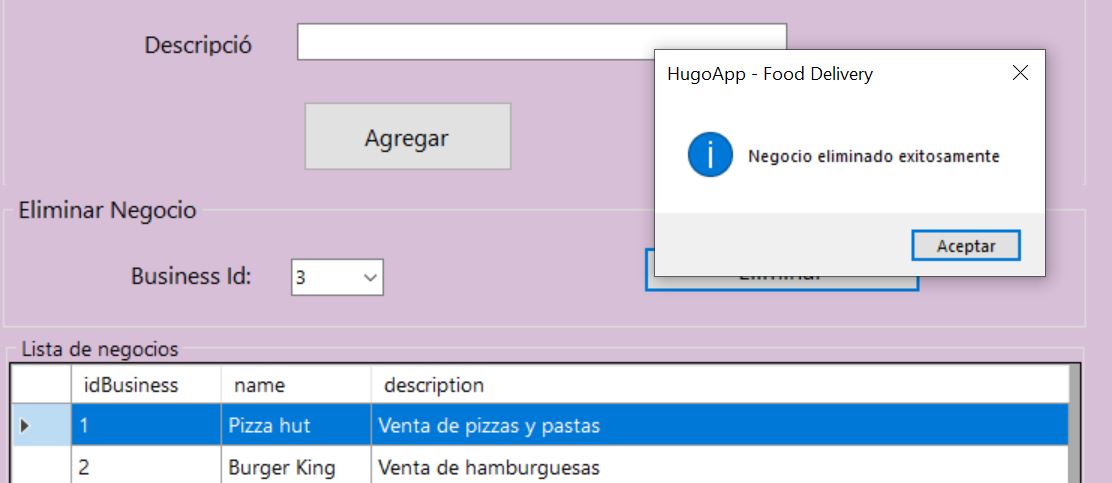 Descripció
HugoApp - Food Delivery
Negocio eliminado exitosamente
Agregar
Aceptar
Eliminar Negocio
Business Id:
3
Eliminar
Lista de negocios
idBusiness name description
1 Pizza hut Venta de pizzas y pastas
2 Burger King Venta de hamburguesas